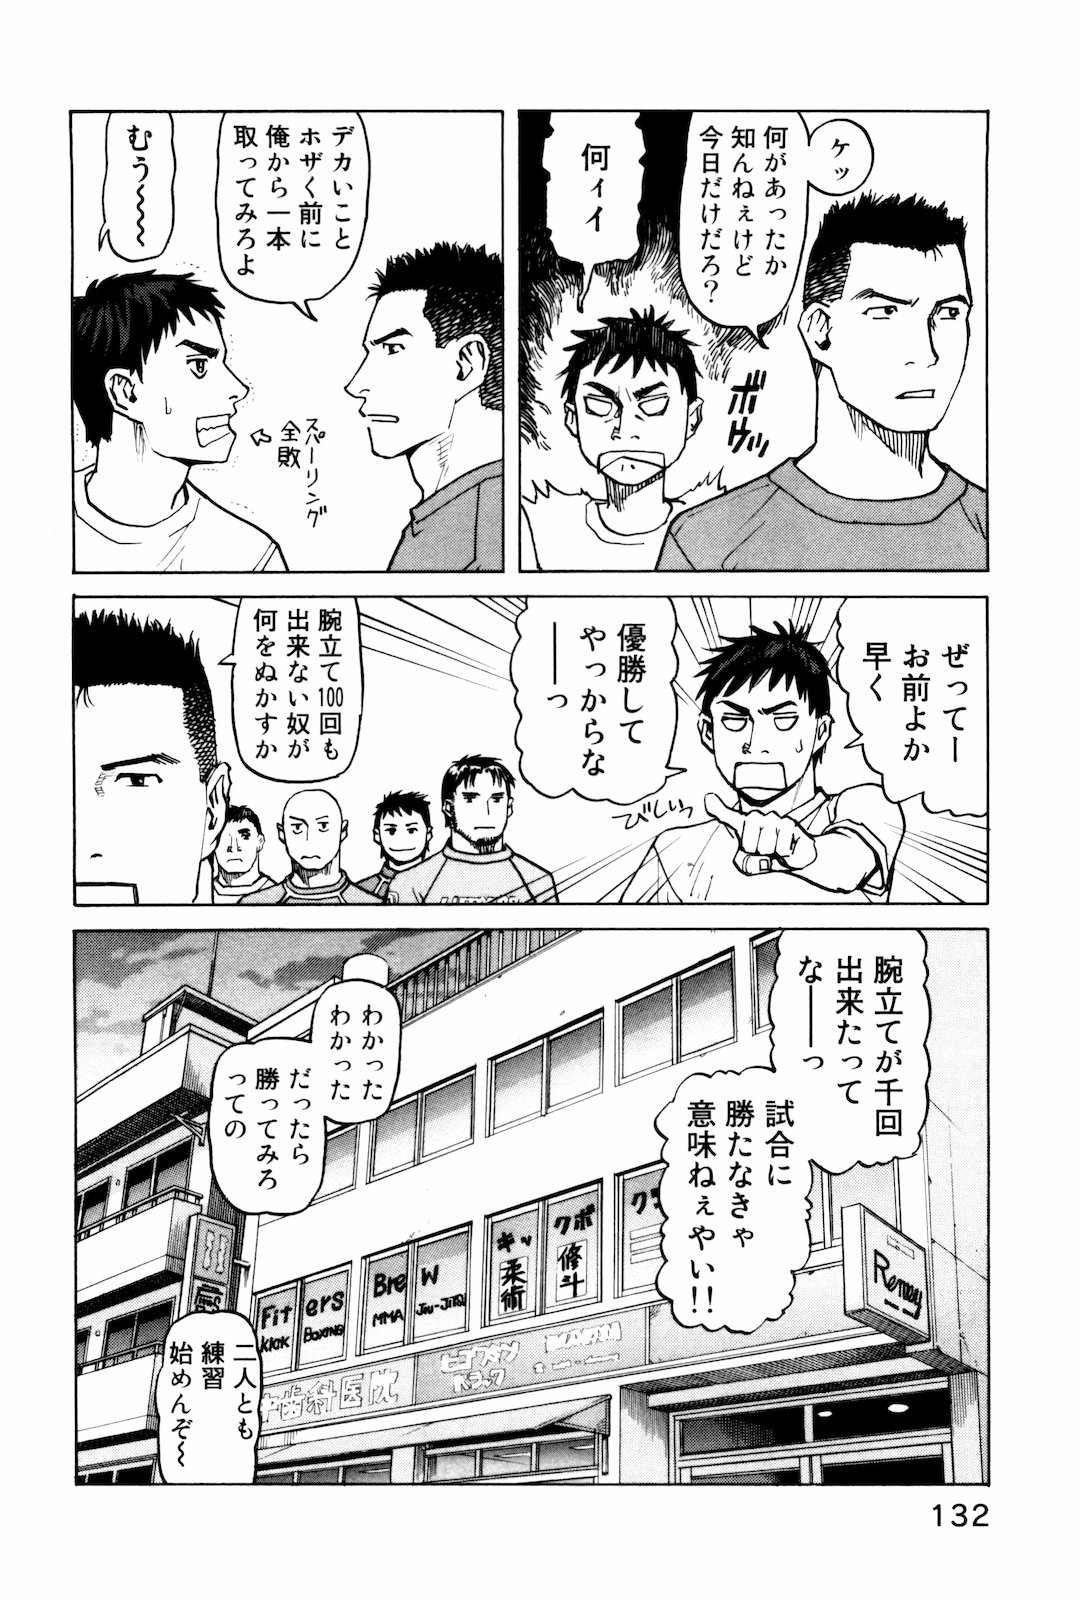 ケッ
何があったか
知んねぇけど
今日だけだろ?
何ィイ
ボウッ
デカいこと
ホザく前に
俺から一本
取ってみろよ
むう〜〜
スパーリング
全敗
ぜってー
お前よか
早く
優勝して
やっからな
ーーっ
びしいっ
腕立て100回も
出来ない奴が
何をぬかすか
腕立てが千回
出来たって
なーーっ
試合に
勝たなきゃ
意味ねぇやい!!
わかった
わかった
だったら
勝ってみろ
っての
Fiters
Kick Boxing
BreW
MMA Jiu-Jitsu
キッ
柔術
クボ
修斗
ク
歯科医院
Remey
二人とも
練習
始めんぞ〜
132